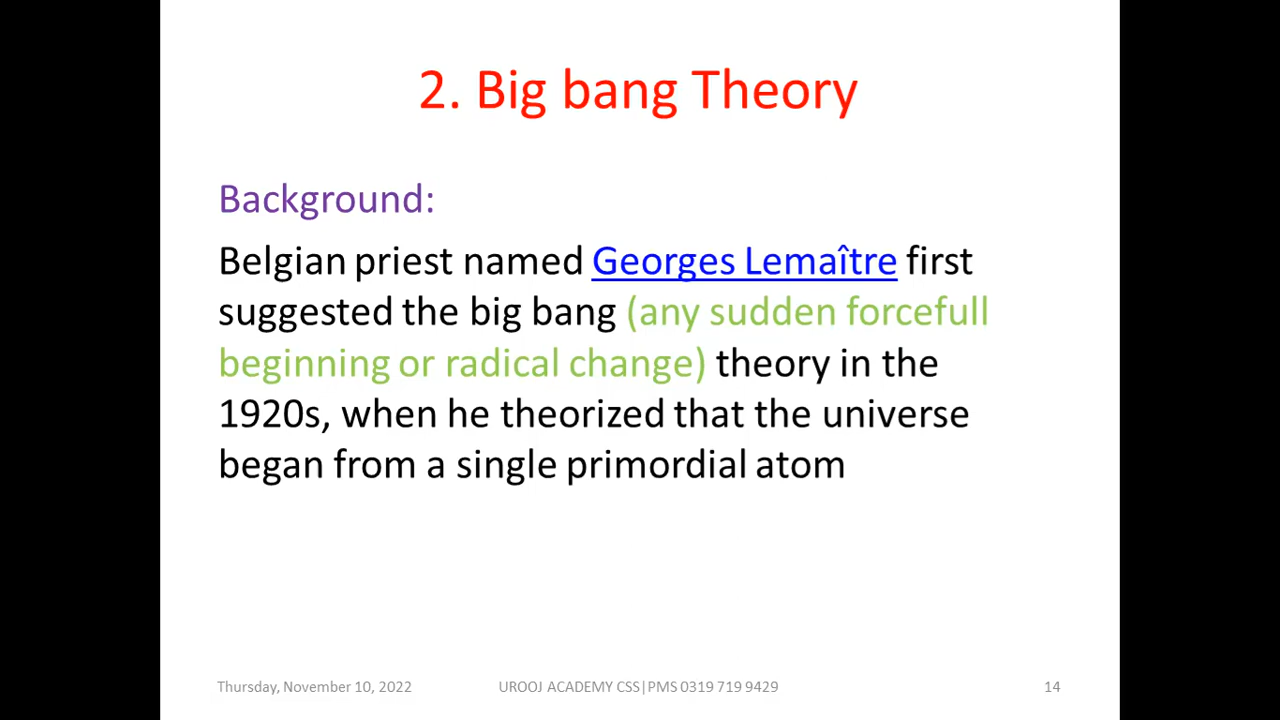 2. Big bang Theory
Background:
Belgian priest named Georges Lemaître first
suggested the big bang (any sudden forcefull
beginning or radical change) theory in the
1920s, when he theorized that the universe
began from a single primordial atom
Thursday, November 10, 2022 UROOJ ACADEMY CSS|PMS 0319 719 9429 14